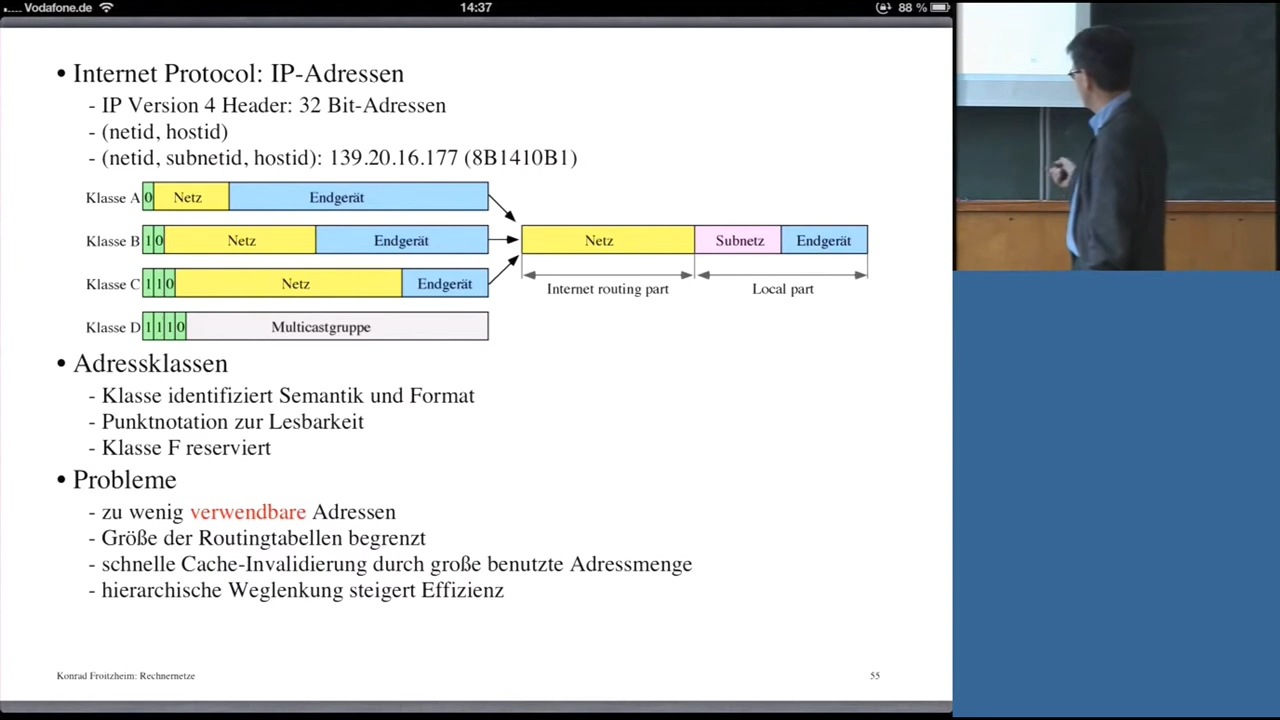 Vodafone.de 14:37 88 %
• Internet Protocol: IP-Adressen
- IP Version 4 Header: 32 Bit-Adressen
- (netid, hostid)
- (netid, subnetid, hostid): 139.20.16.177 (8B1410B1)
Klasse A 0 Netz Endgerät
Klasse B 1 0 Netz Endgerät
Netz Subnetz Endgerät
Klasse C 1 1 0 Netz Endgerät
Internet routing part Local part
Klasse D 1 1 1 0 Multicastgruppe
• Adressklassen
- Klasse identifiziert Semantik und Format
- Punktnotation zur Lesbarkeit
- Klasse F reserviert
• Probleme
- zu wenig verwendbare Adressen
- Größe der Routingtabellen begrenzt
- schnelle Cache-Invalidierung durch große benutzte Adressmenge
- hierarchische Weglenkung steigert Effizienz
Konrad Froitzheim: Rechnernetze 55